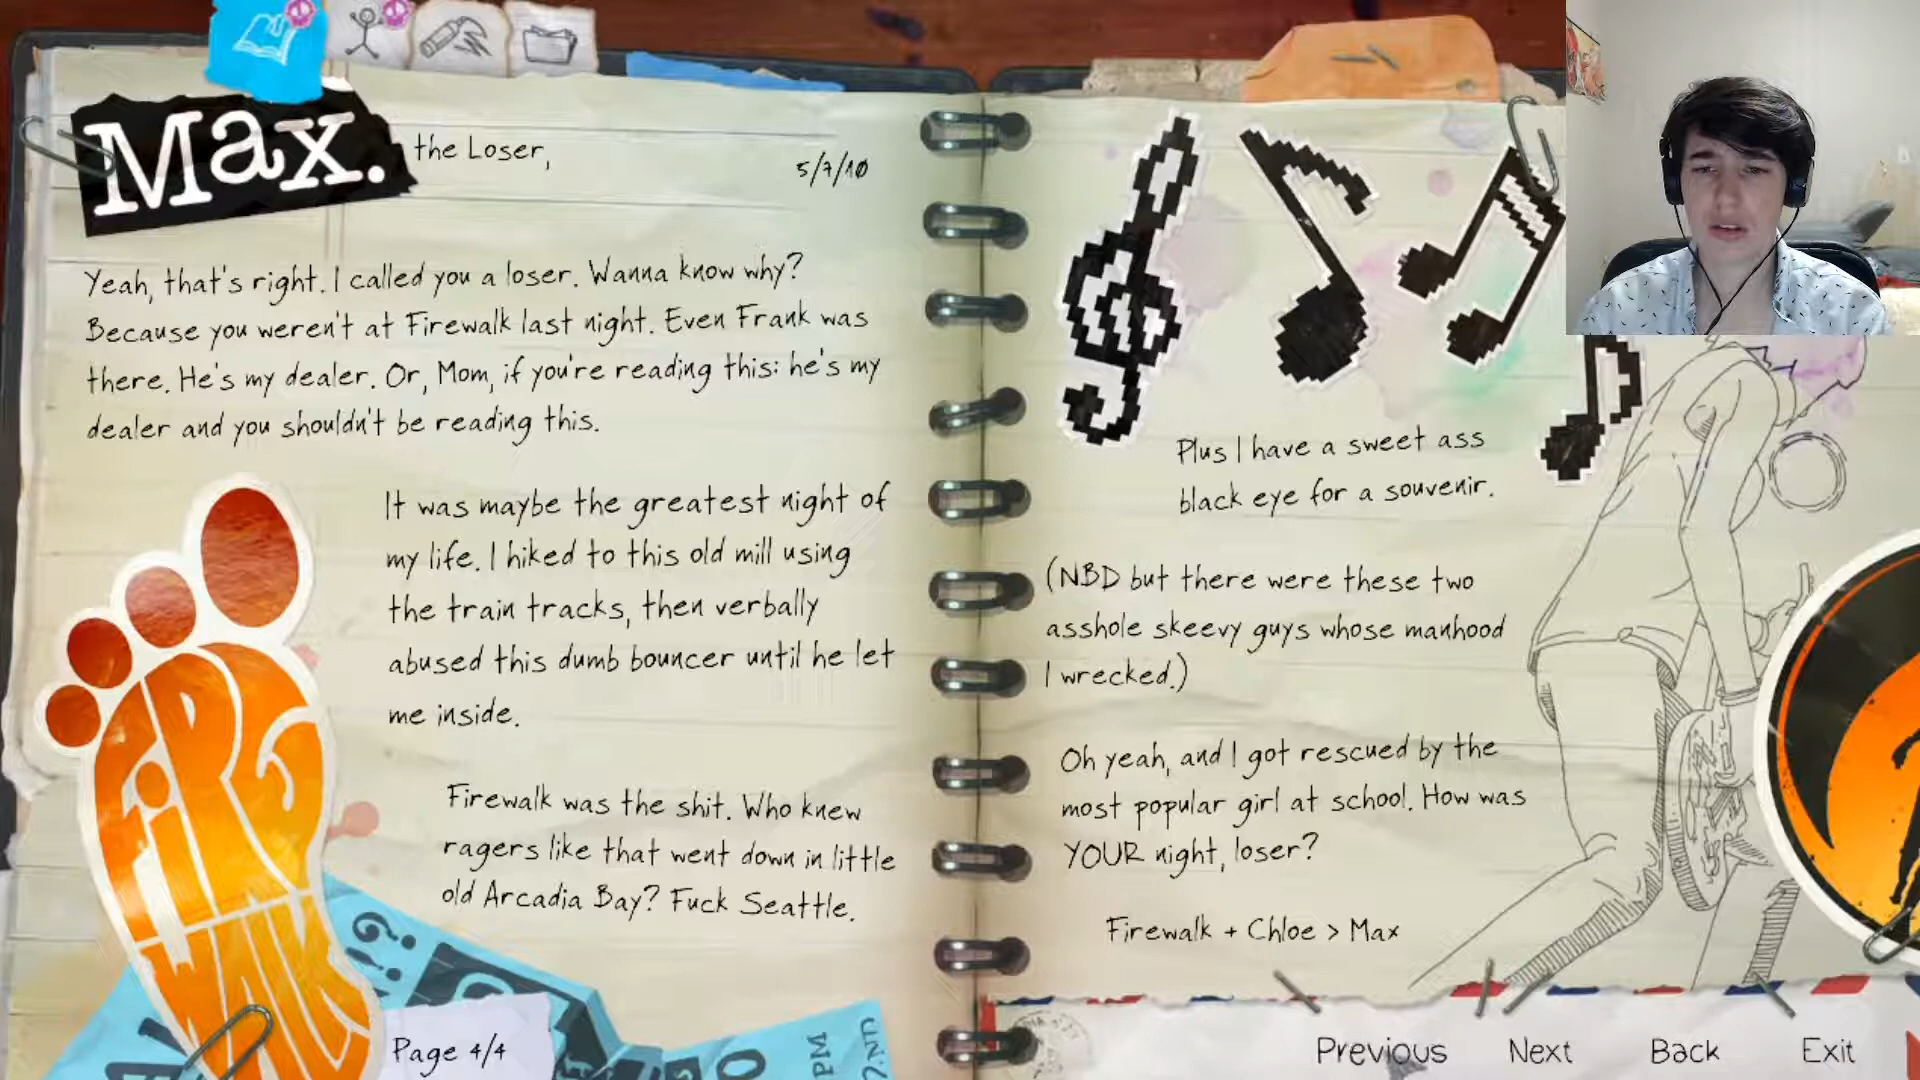 Max. the Loser,
5/7/10
Yeah, that's right. I called you a loser. Wanna know why?
Because you weren't at Firewalk last night. Even Frank was
there. He's my dealer. Or, Mom, if you're reading this: he's my
dealer and you shouldn't be reading this.
It was maybe the greatest night of
my life. I hiked to this old mill using
the train tracks, then verbally
abused this dumb bouncer until he let
me inside.
Firewalk was the shit. Who knew
ragers like that went down in little
old Arcadia Bay? Fuck Seattle.
FIRE
WALK
PM
Page 4/4
Plus I have a sweet ass
black eye for a souvenir.
(NBD but there were these two
asshole skeevy guys whose manhood
I wrecked.)
Oh yeah, and I got rescued by the
most popular girl at school. How was
YOUR night, loser?
Firewalk + Chloe > Max
Previous
Next
Back
Exit